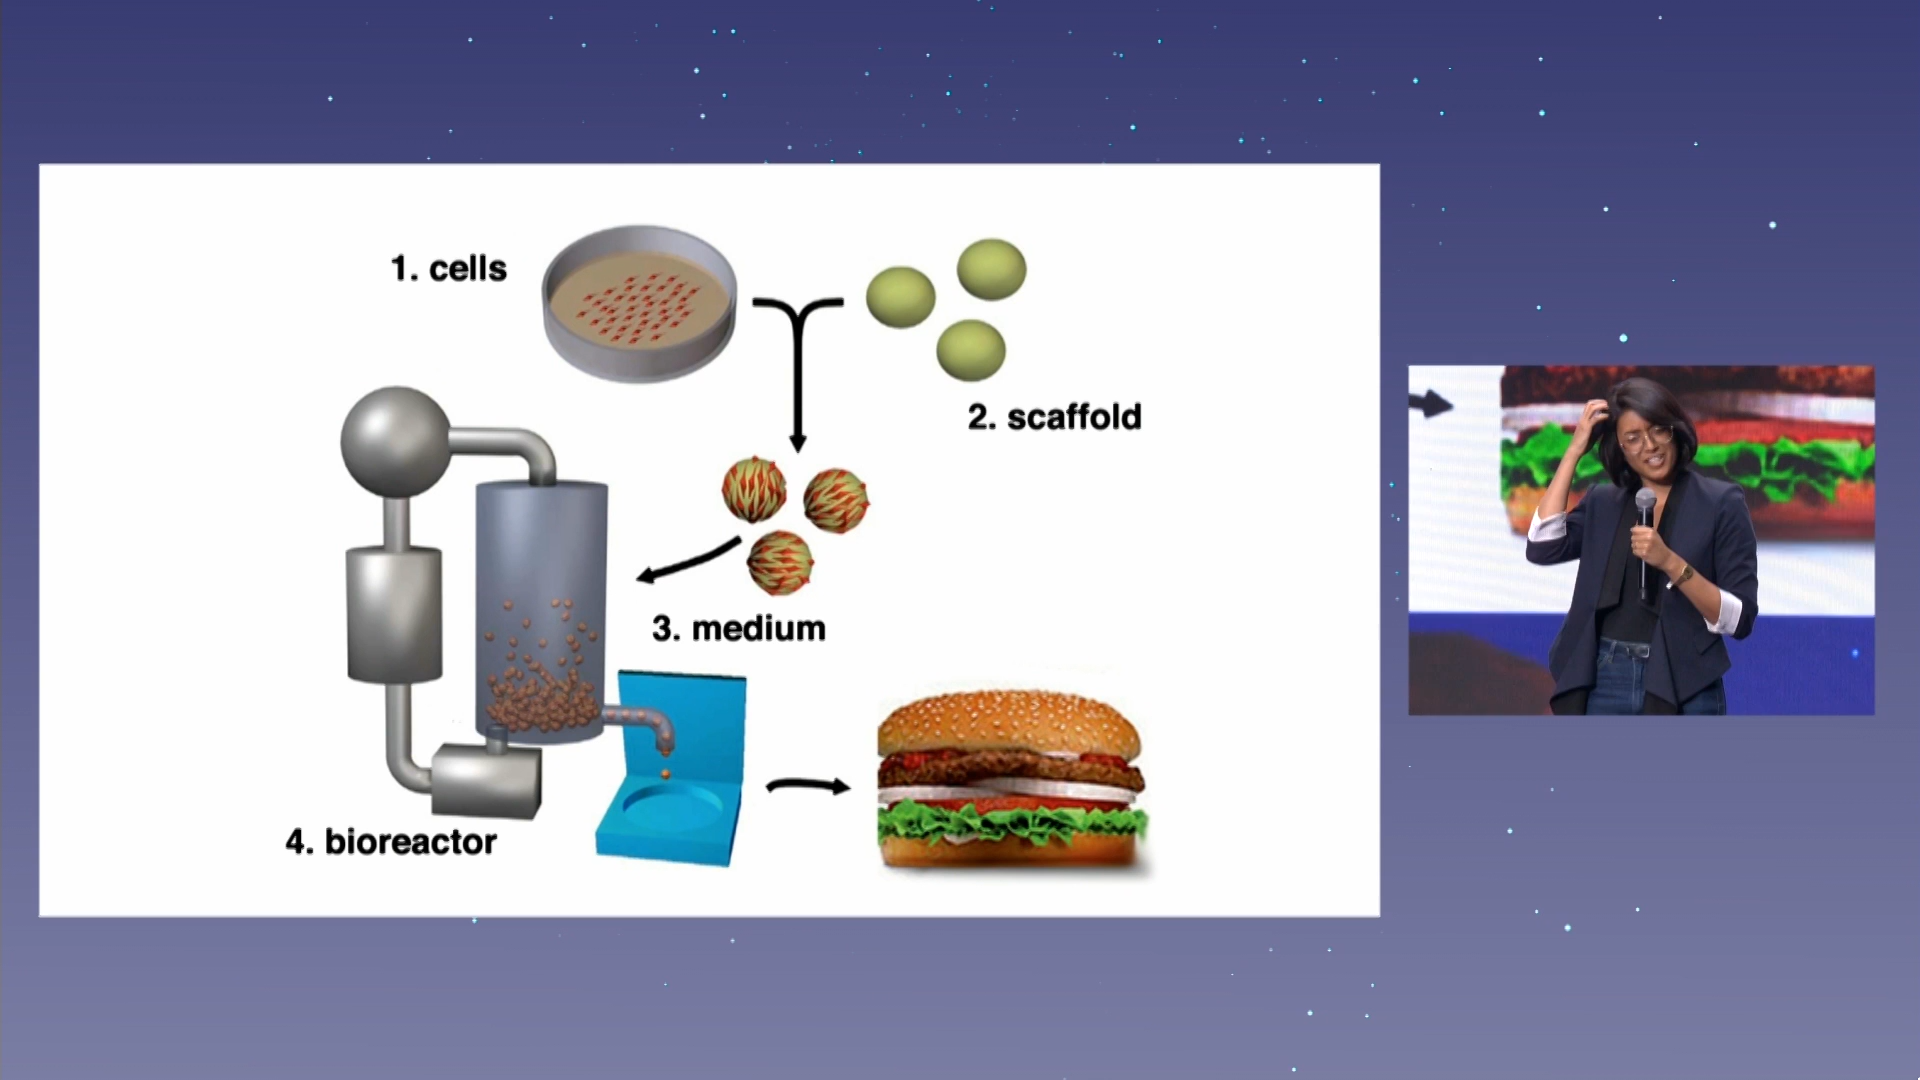 1. cells
2. scaffold
3. medium
4. bioreactor